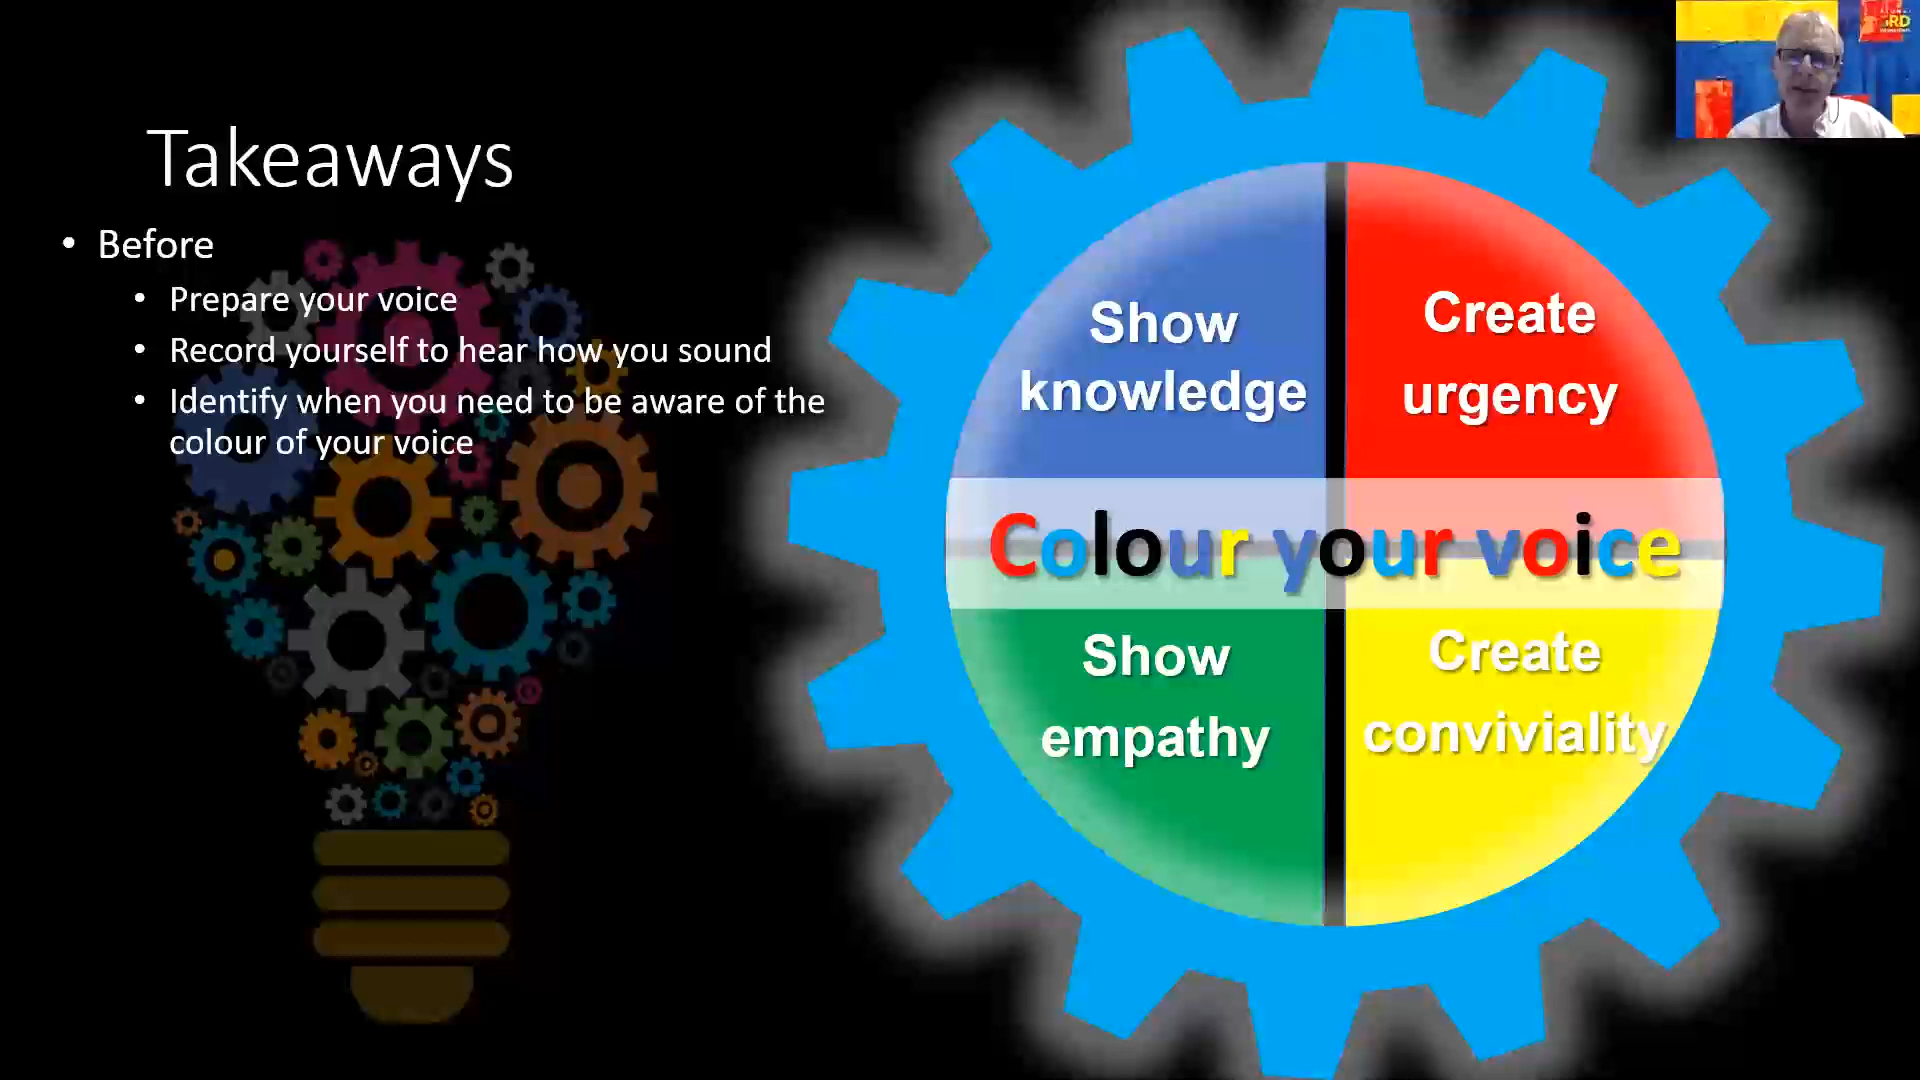 Takeaways
• Before
• Prepare your voice
• Record yourself to hear how you sound
• Identify when you need to be aware of the
colour of your voice
Show
knowledge
Create
urgency
Colour your voice
Show
empathy
Create
conviviality